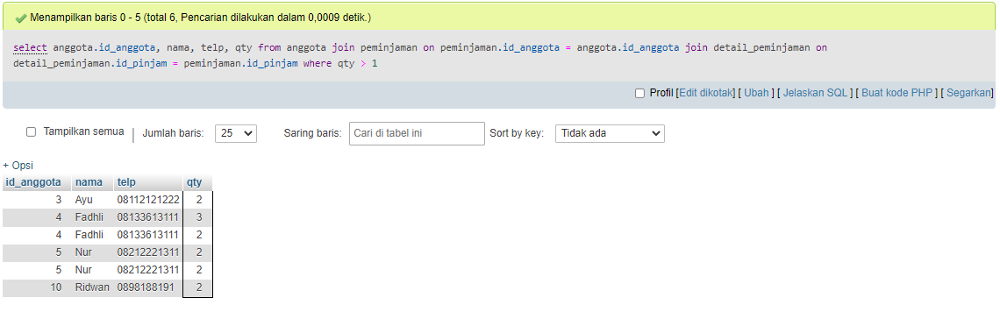 Menampilkan baris 0 - 5 (total 6, Pencarian dilakukan dalam 0,0009 detik.)
select anggota.id_anggota, nama, telp, qty from anggota join peminjaman on peminjaman.id_anggota = anggota.id_anggota join detail_peminjaman on
detail_peminjaman.id_pinjam = peminjaman.id_pinjam where qty > 1
Profil [Edit dikotak] [ Ubah ] [ Jelaskan SQL ] [ Buat kode PHP ] [ Segarkan]
Tampilkan semua | Jumlah baris: 25 Saring baris: Cari di tabel ini Sort by key: Tidak ada
+ Opsi
id_anggota nama telp qty
3 Ayu 08112121222 2
4 Fadhli 08133613111 3
4 Fadhli 08133613111 2
5 Nur 08212221311 2
5 Nur 08212221311 2
10 Ridwan 0898188191 2